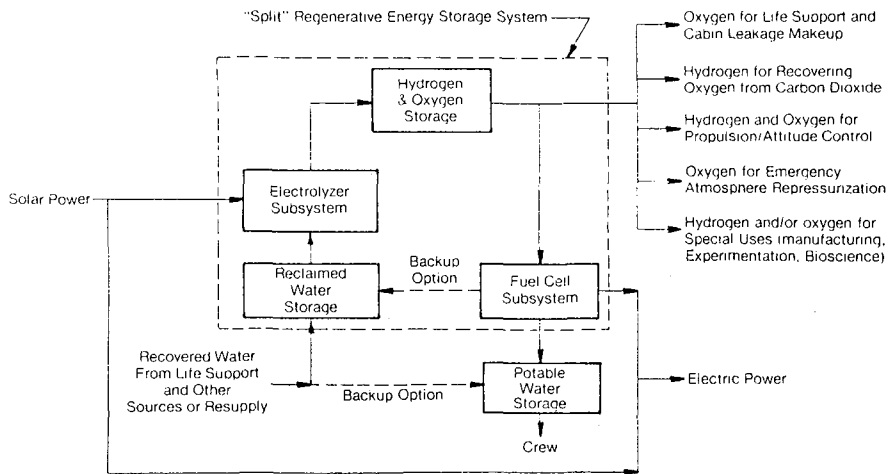 "Split" Regenerative Energy Storage System
Oxygen for Life Support and
Cabin Leakage Makeup
Hydrogen for Recovering
Oxygen from Carbon Dioxide
Hydrogen and Oxygen for
Propulsion/Attitude Control
Oxygen for Emergency
Atmosphere Repressurization
Hydrogen and/or oxygen for
Special Uses (manufacturing,
Experimentation, Bioscience)
Hydrogen
& Oxygen
Storage
Solar Power
Electrolyzer
Subsystem
Reclaimed
Water
Storage
Backup
Option
Fuel Cell
Subsystem
Recovered Water
From Life Support
and Other
Sources or Resupply
Backup Option
Potable
Water
Storage
Electric Power
Crew